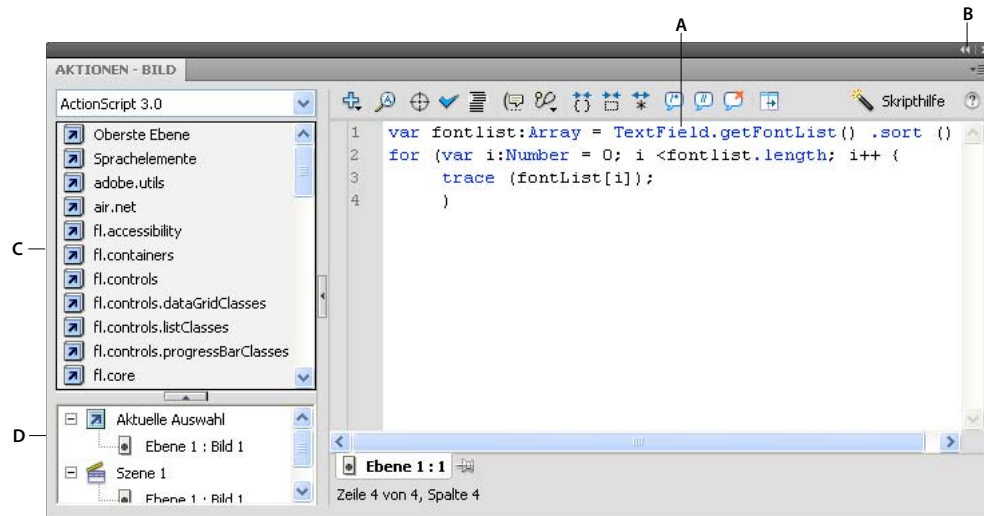 A
B
AKTIONEN - BILD
ActionScript 3.0
Skripthilfe
Oberste Ebene
Sprachelemente
adobe.utils
air.net
fl.accessibility
fl.containers
fl.controls
fl.controls.dataGridClasses
fl.controls.listClasses
fl.controls.progressBarClasses
fl.core
C
1 var fontlist:Array = TextField.getFontList() .sort ()
2 for (var i:Number = 0; i <fontlist.length; i++ {
3 trace (fontList[i]);
4 )
D
Aktuelle Auswahl
Ebene 1 : Bild 1
Szene 1
Ebene 1 : Bild 1
Ebene 1 : 1
Zeile 4 von 4, Spalte 4